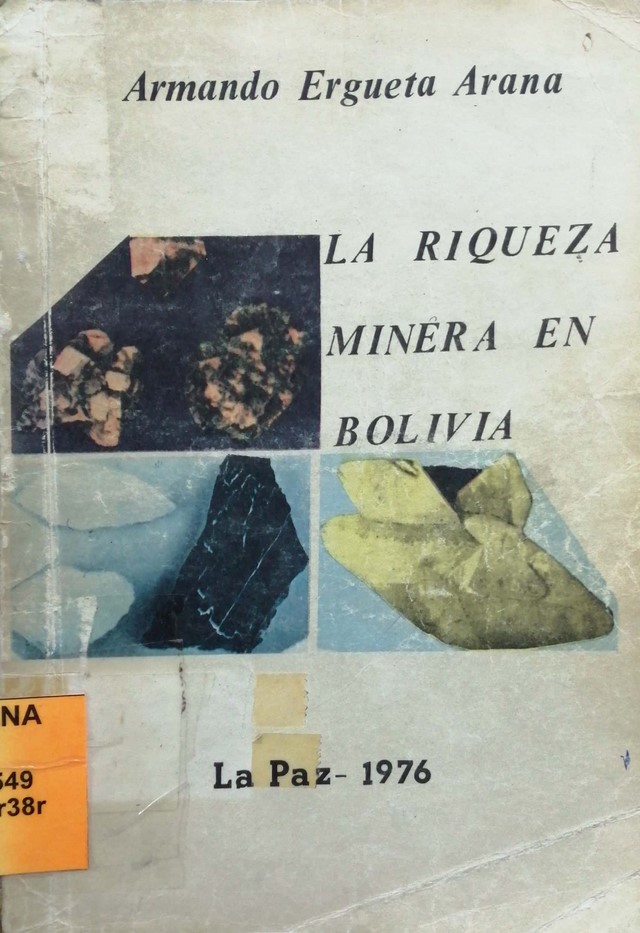 Armando Ergueta Arana
LA RIQUEZA
MINERA EN
BOLIVIA
NA
549
r38r
La Paz- 1976